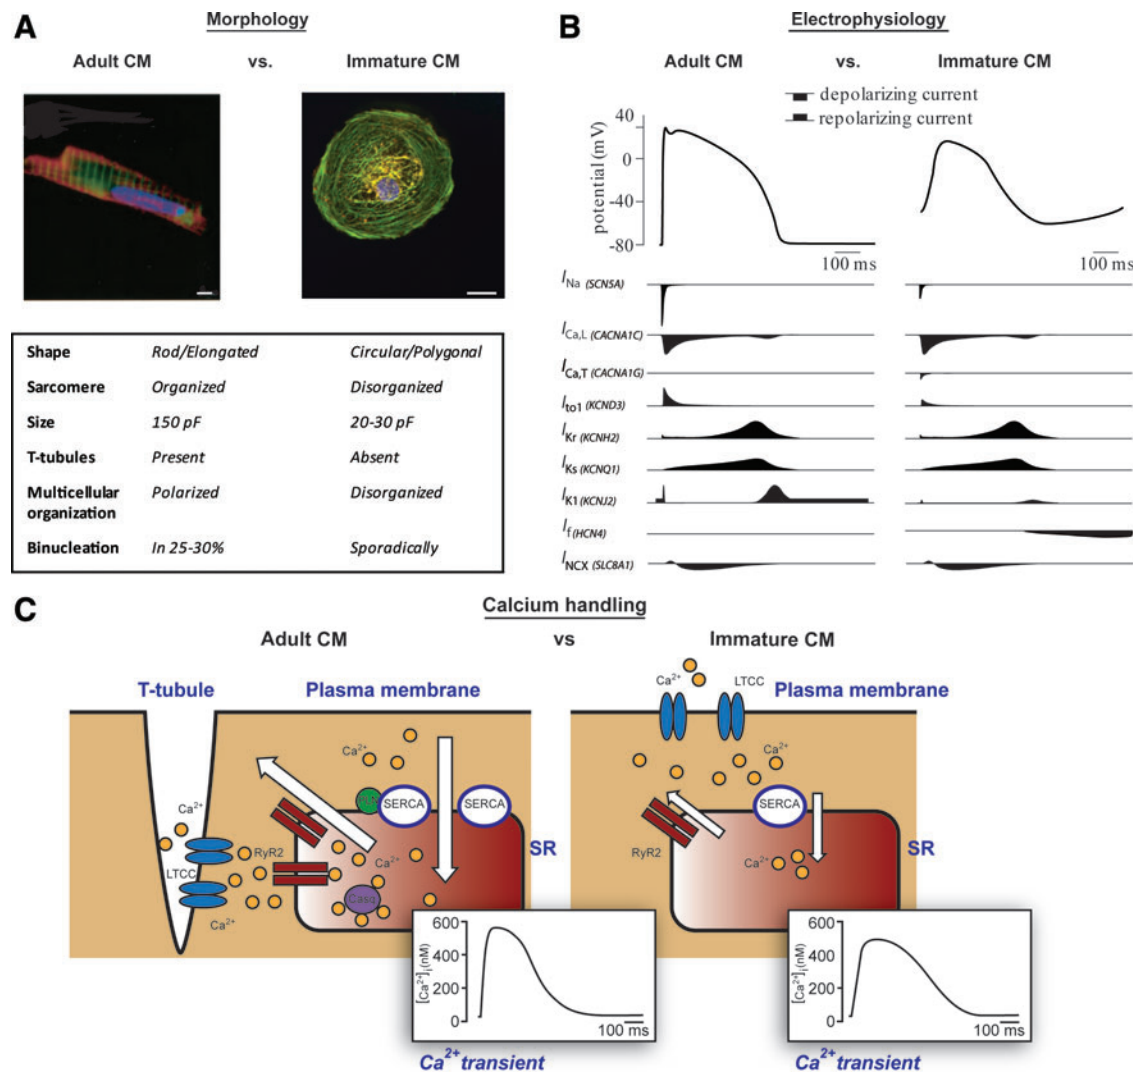 A
Morphology
Adult CM vs. Immature CM
Shape Rod/Elongated Circular/Polygonal
Sarcomere Organized Disorganized
Size 150 pF 20-30 pF
T-tubules Present Absent
Multicellular organization Polarized Disorganized
Binucleation In 25-30% Sporadically
B
Electrophysiology
Adult CM vs. Immature CM
depolarizing current
repolarizing current
potential (mV)
40
0
-40
-80
100 ms
100 ms
INa (SCN5A)
ICa,L (CACNA1C)
ICa,T (CACNA1G)
Ito1 (KCND3)
IKr (KCNH2)
IKs (KCNQ1)
IK1 (KCNJ2)
If (HCN4)
INCX (SLC8A1)
C
Calcium handling
Adult CM vs Immature CM
T-tubule
Plasma membrane
Ca2+
SERCA
SERCA
Ca2+
RyR2
LTCC
Ca2+
Ca2+
Casq
SR
600
400
200
0
[Ca2+]i (nM)
100 ms
Ca2+ transient
Ca2+
LTCC
Plasma membrane
Ca2+
SERCA
RyR2
Ca2+
SR
600
400
200
0
[Ca2+]i (nM)
100 ms
Ca2+ transient